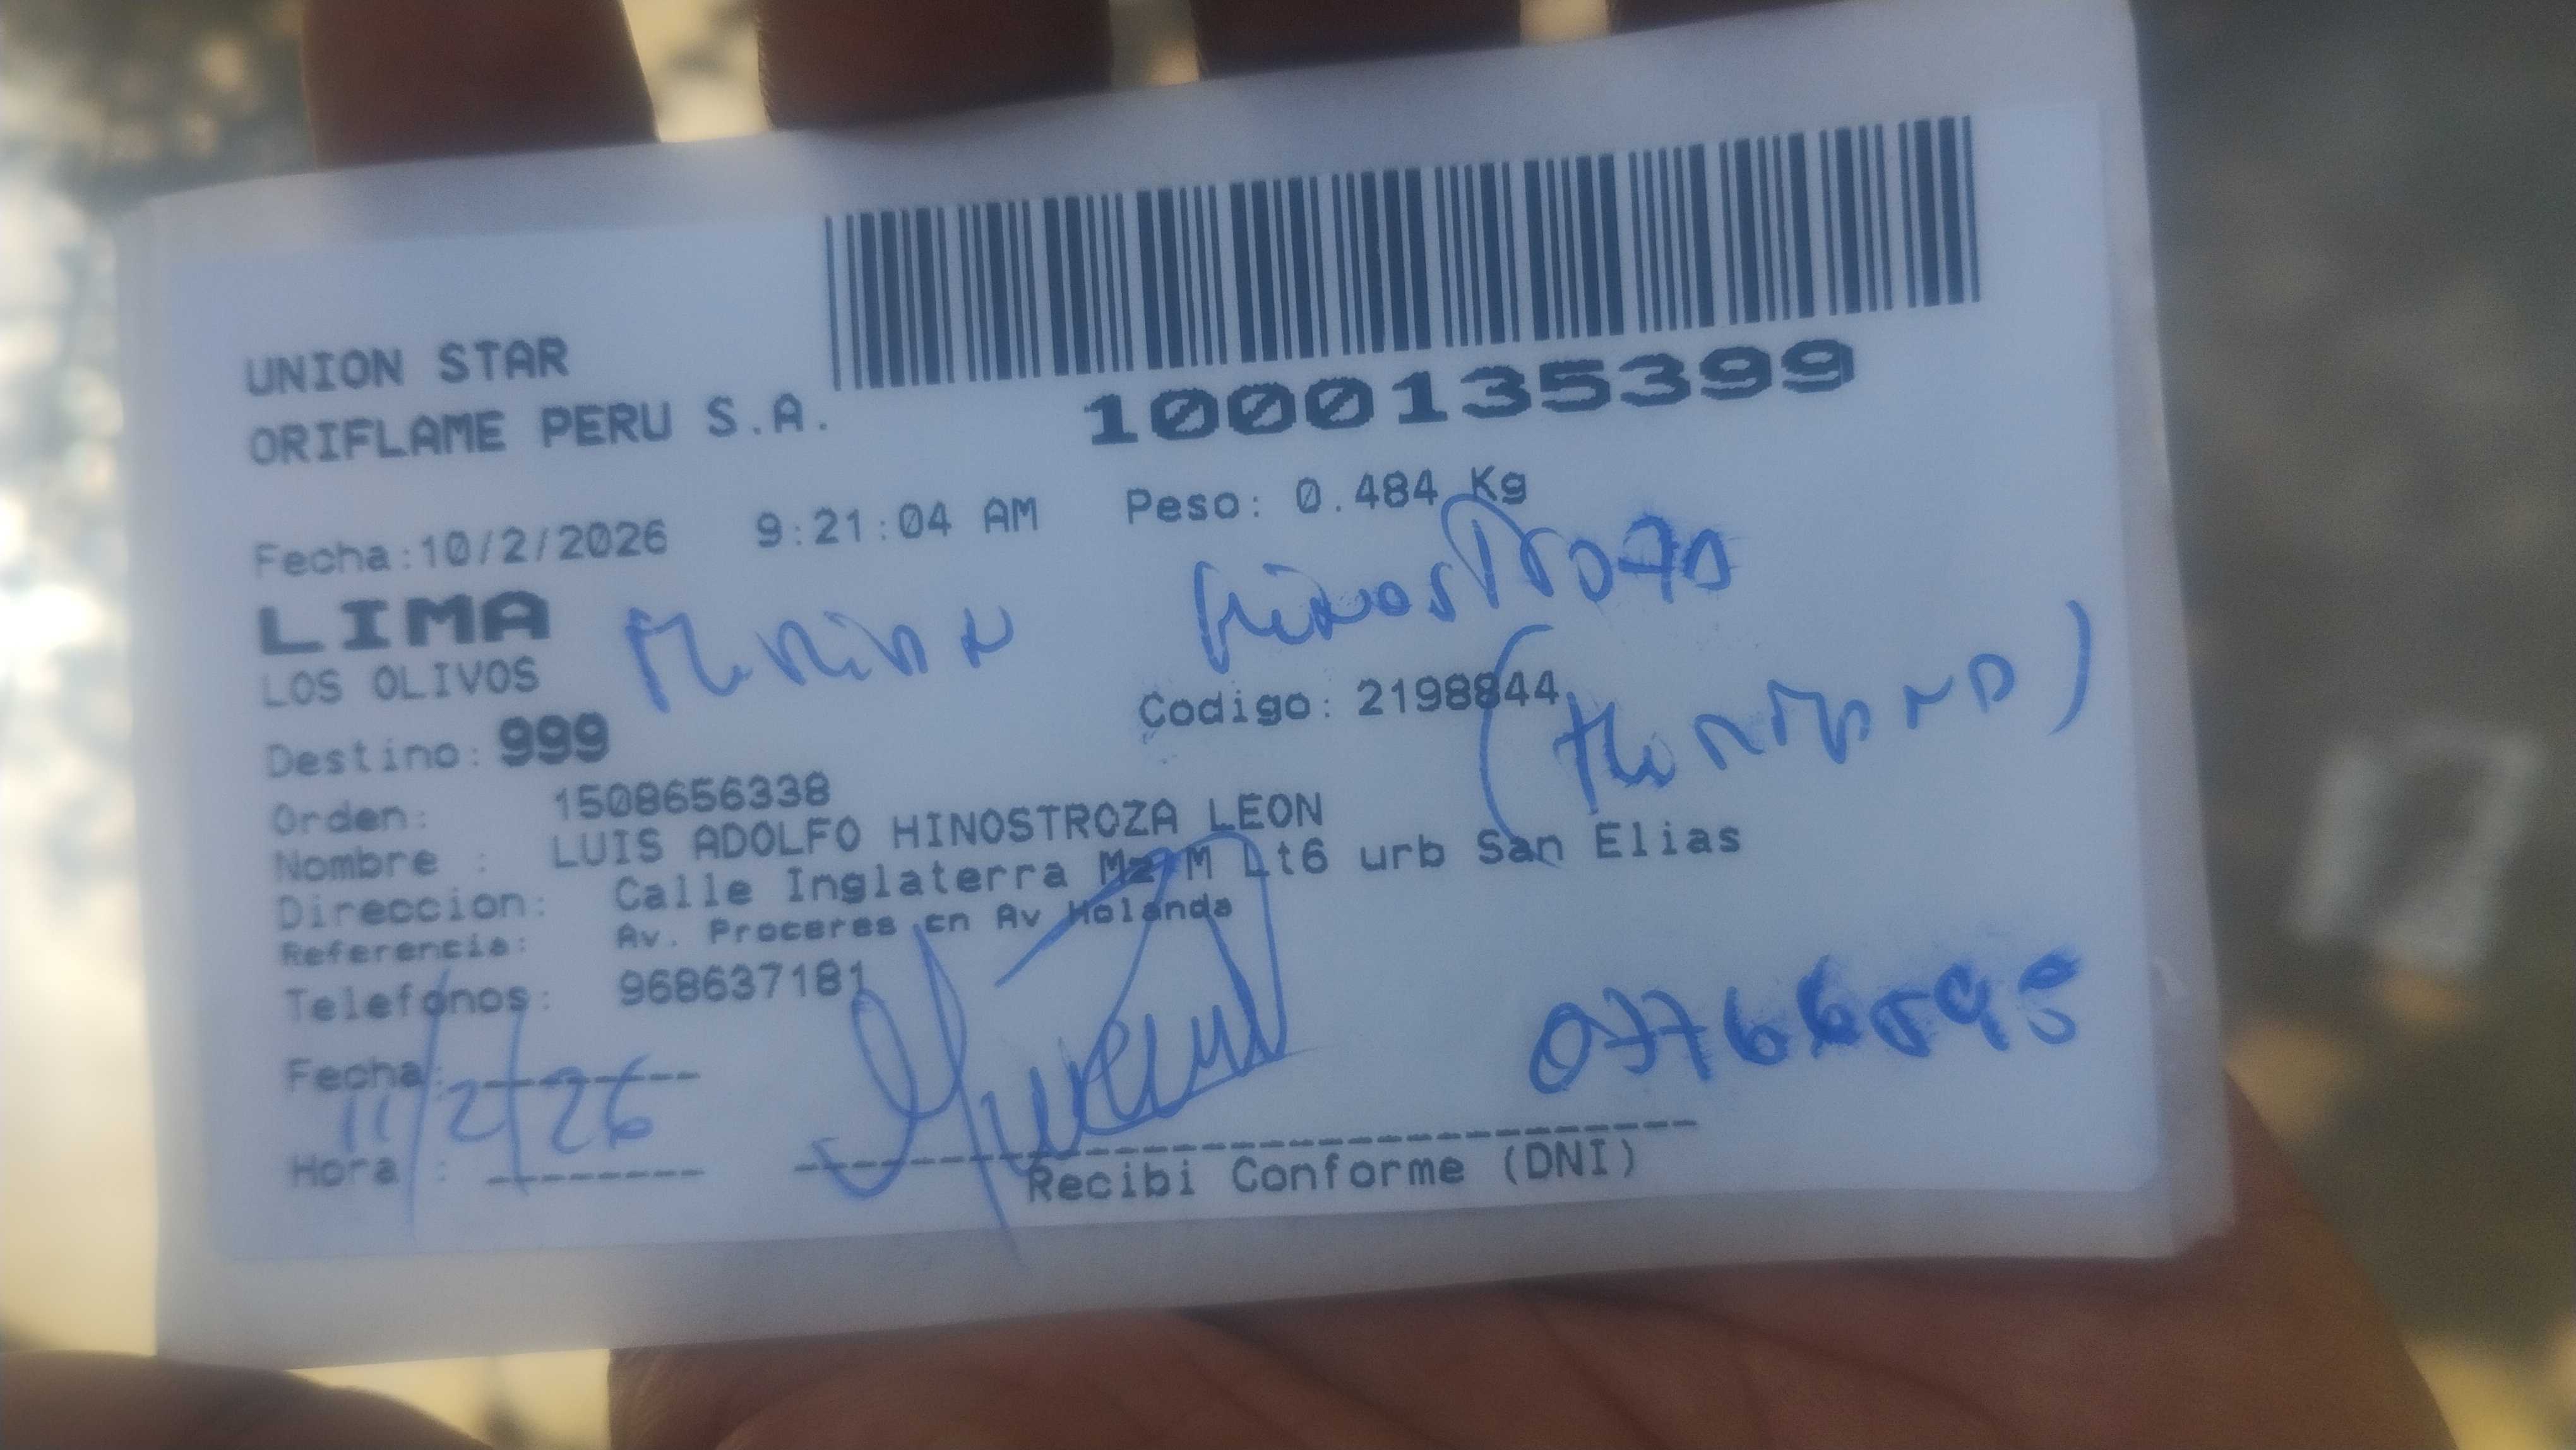 UNION STAR
ORIFLAME PERU S.A.
1000135399
Fecha:10/2/2026 9:21:04 AM Peso: 0.484 Kg
LIMA
LOS OLIVOS
Hinostroza
Destino: 999 Codigo: 2198844
Orden: 1508656338
Nombre : LUIS ADOLFO HINOSTROZA LEON
Direccion: Calle Inglaterra Mz M Lt6 urb San Elias
Referencia: Av. Proceres cn Av Holanda
Telefonos: 968637181
Fecha: 11/2/26
Hora :
Recibi Conforme (DNI)